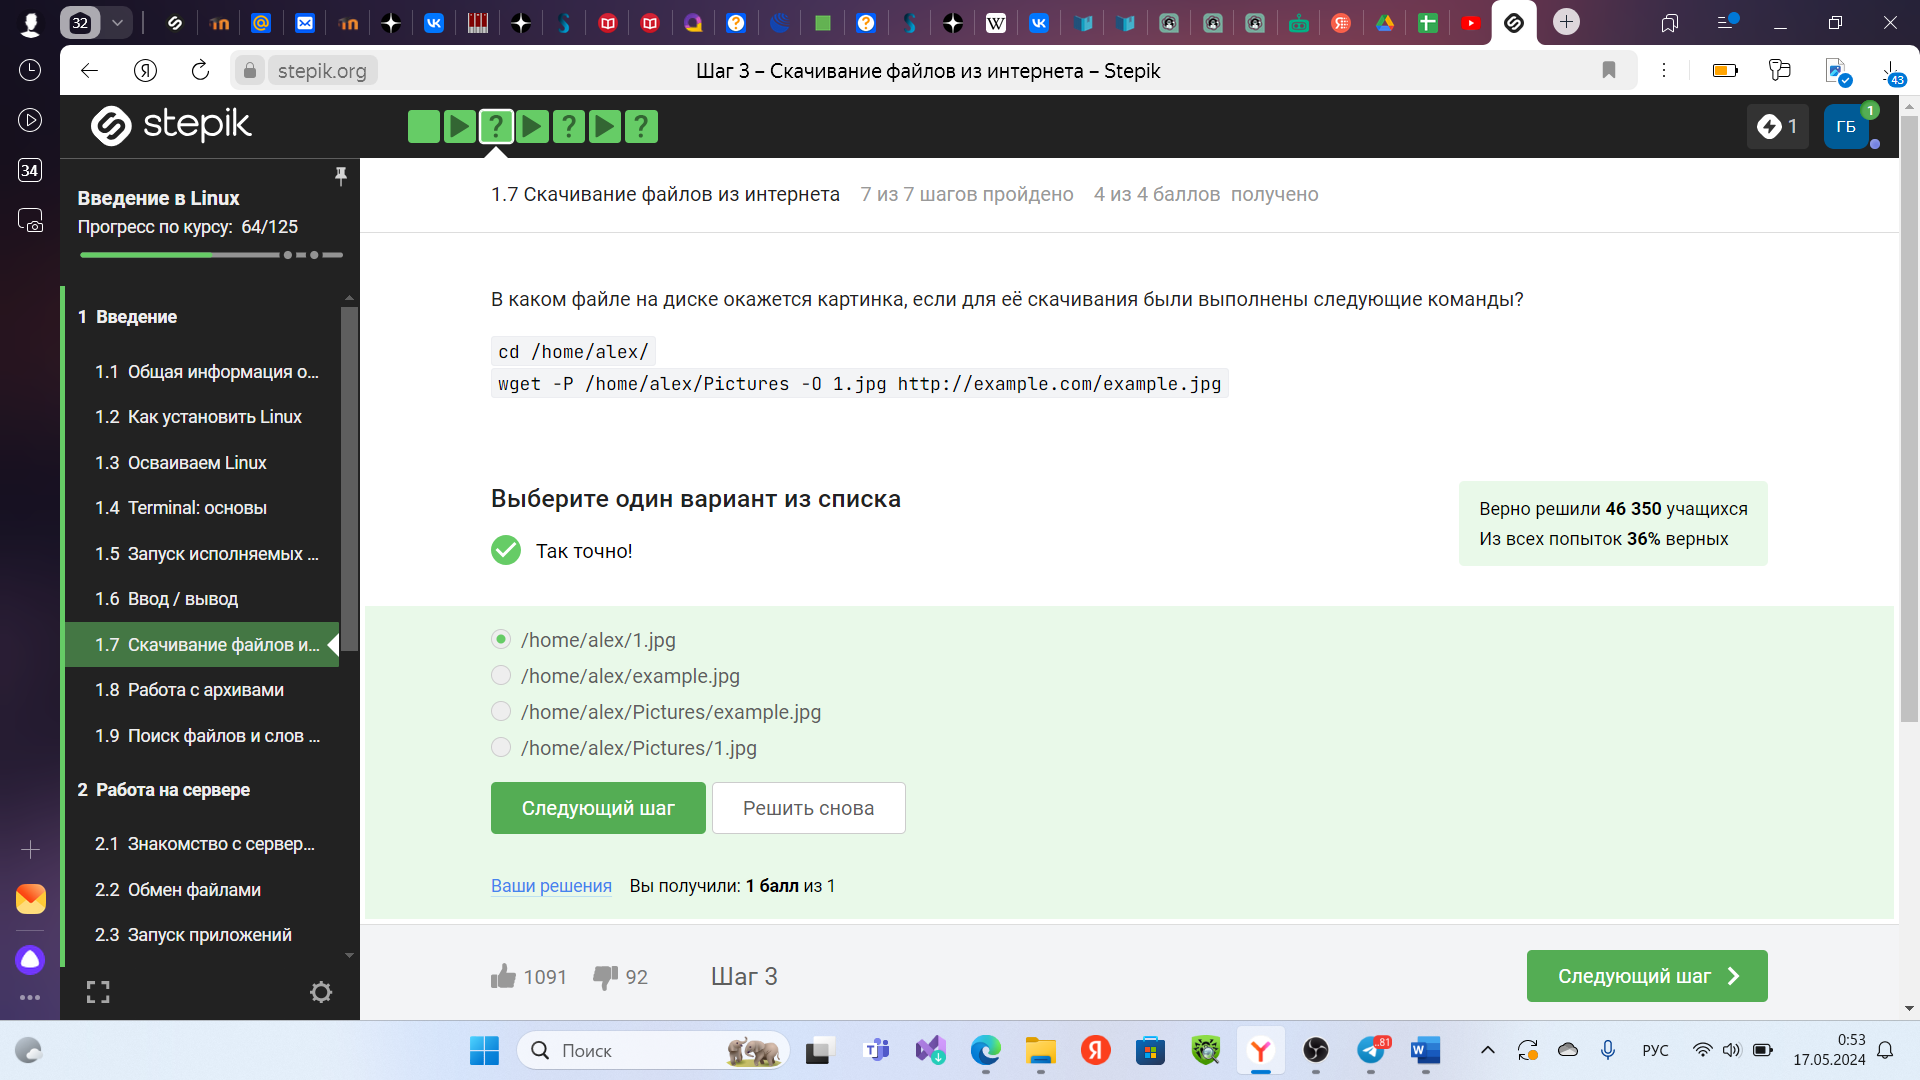 32
stepik.org
Шаг 3 – Скачивание файлов из интернета – Stepik
43
34
stepik
1
ГБ
1
Введение в Linux
Прогресс по курсу: 64/125
1 Введение
1.1 Общая информация о...
1.2 Как установить Linux
1.3 Осваиваем Linux
1.4 Terminal: основы
1.5 Запуск исполняемых ...
1.6 Ввод / вывод
1.7 Скачивание файлов и...
1.8 Работа с архивами
1.9 Поиск файлов и слов ...
2 Работа на сервере
2.1 Знакомство с сервер...
2.2 Обмен файлами
2.3 Запуск приложений
1.7 Скачивание файлов из интернета 7 из 7 шагов пройдено 4 из 4 баллов получено
В каком файле на диске окажется картинка, если для её скачивания были выполнены следующие команды?
cd /home/alex/
wget -P /home/alex/Pictures -O 1.jpg http://example.com/example.jpg
Выберите один вариант из списка
Так точно!
Верно решили 46 350 учащихся
Из всех попыток 36% верных
/home/alex/1.jpg
/home/alex/example.jpg
/home/alex/Pictures/example.jpg
/home/alex/Pictures/1.jpg
Следующий шаг
Решить снова
Ваши решения Вы получили: 1 балл из 1
1091
92
Шаг 3
Следующий шаг
Поиск
81
РУС
0:53
17.05.2024